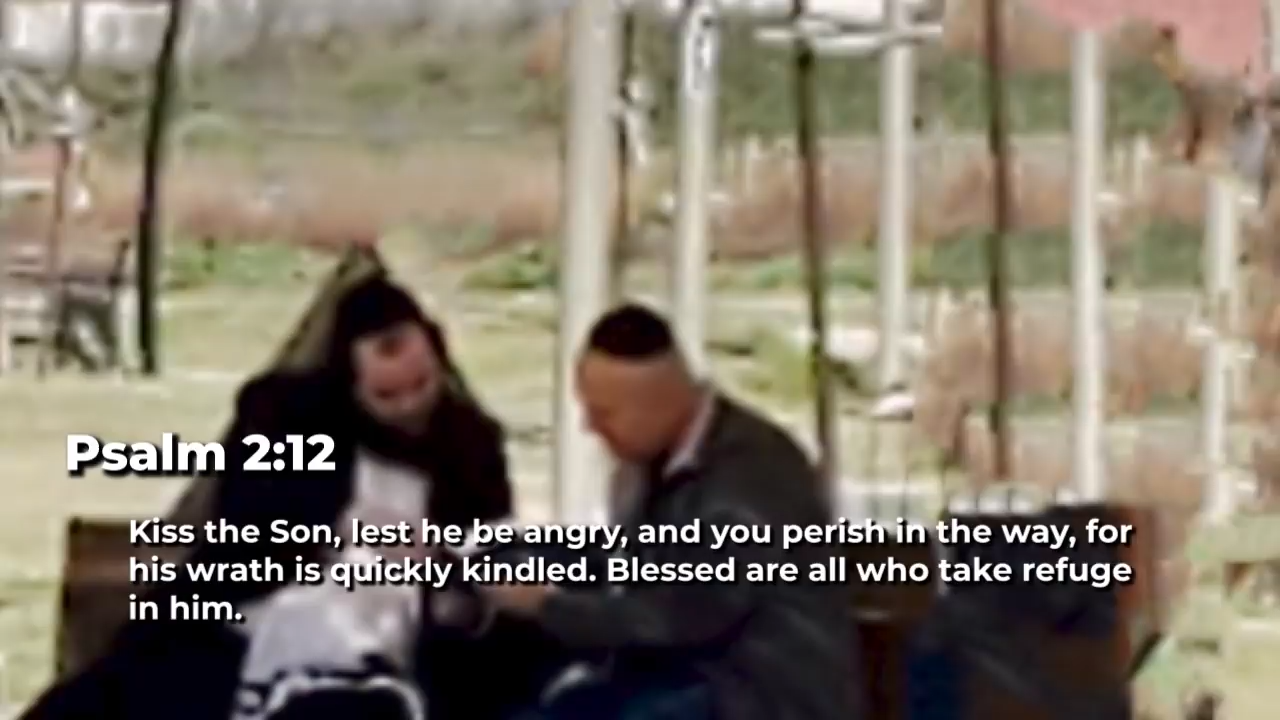 Psalm 2:12
Kiss the Son, lest he be angry, and you perish in the way, for
his wrath is quickly kindled. Blessed are all who take refuge
in him.